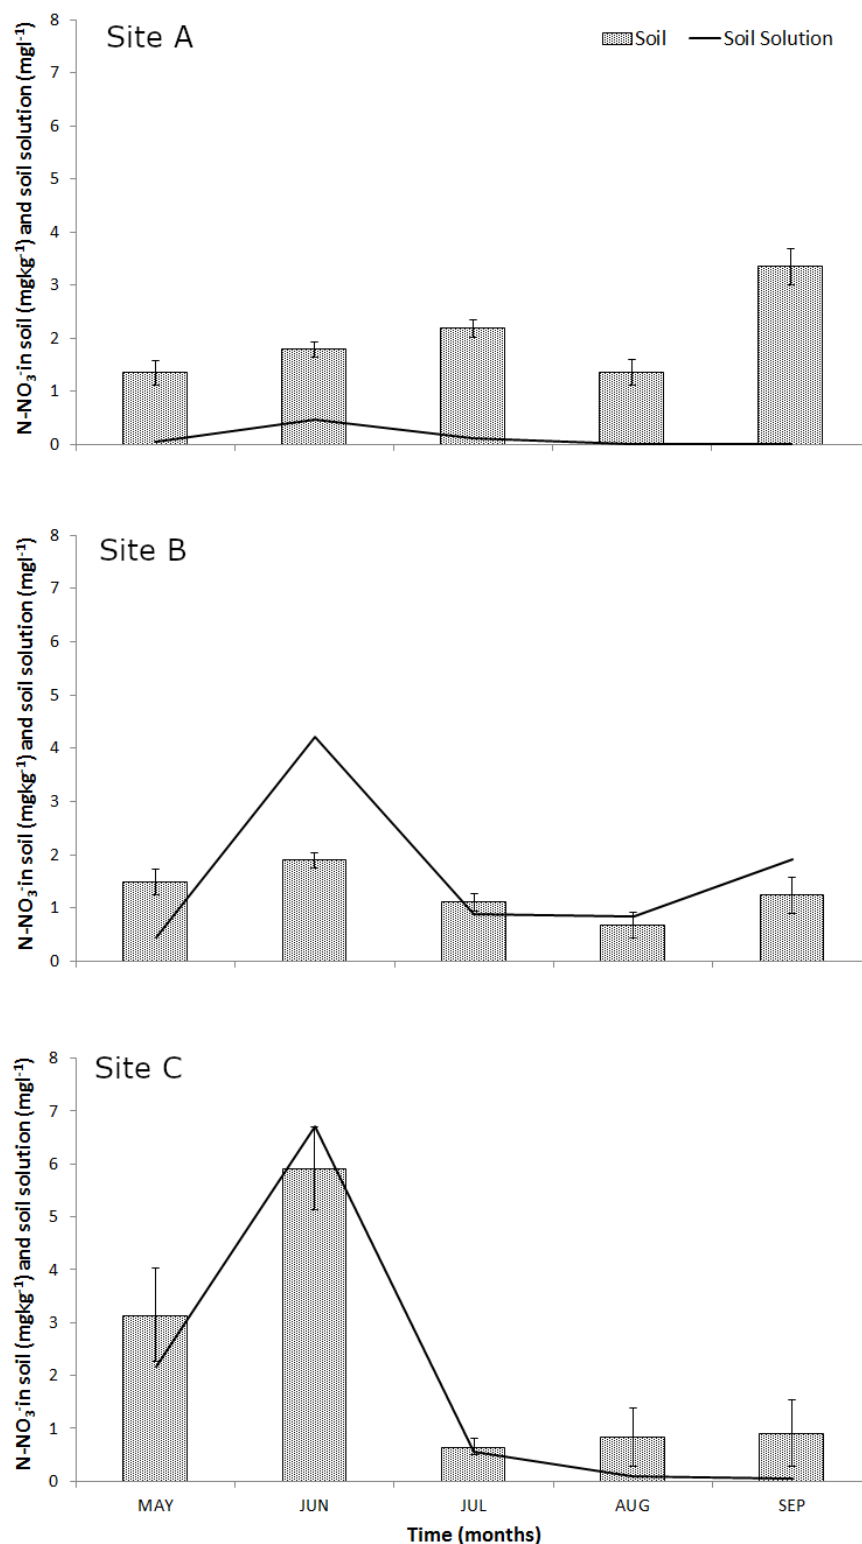 Site A
Soil
Soil Solution
N-NO₃⁻in soil (mgkg⁻¹) and soil solution (mgl⁻¹)
8
7
6
5
4
3
2
1
0
Site B
N-NO₃⁻in soil (mgkg⁻¹) and soil solution (mgl⁻¹)
8
7
6
5
4
3
2
1
0
Site C
N-NO₃⁻in soil (mgkg⁻¹) and soil solution (mgl⁻¹)
8
7
6
5
4
3
2
1
0
MAY JUN JUL AUG SEP
Time (months)